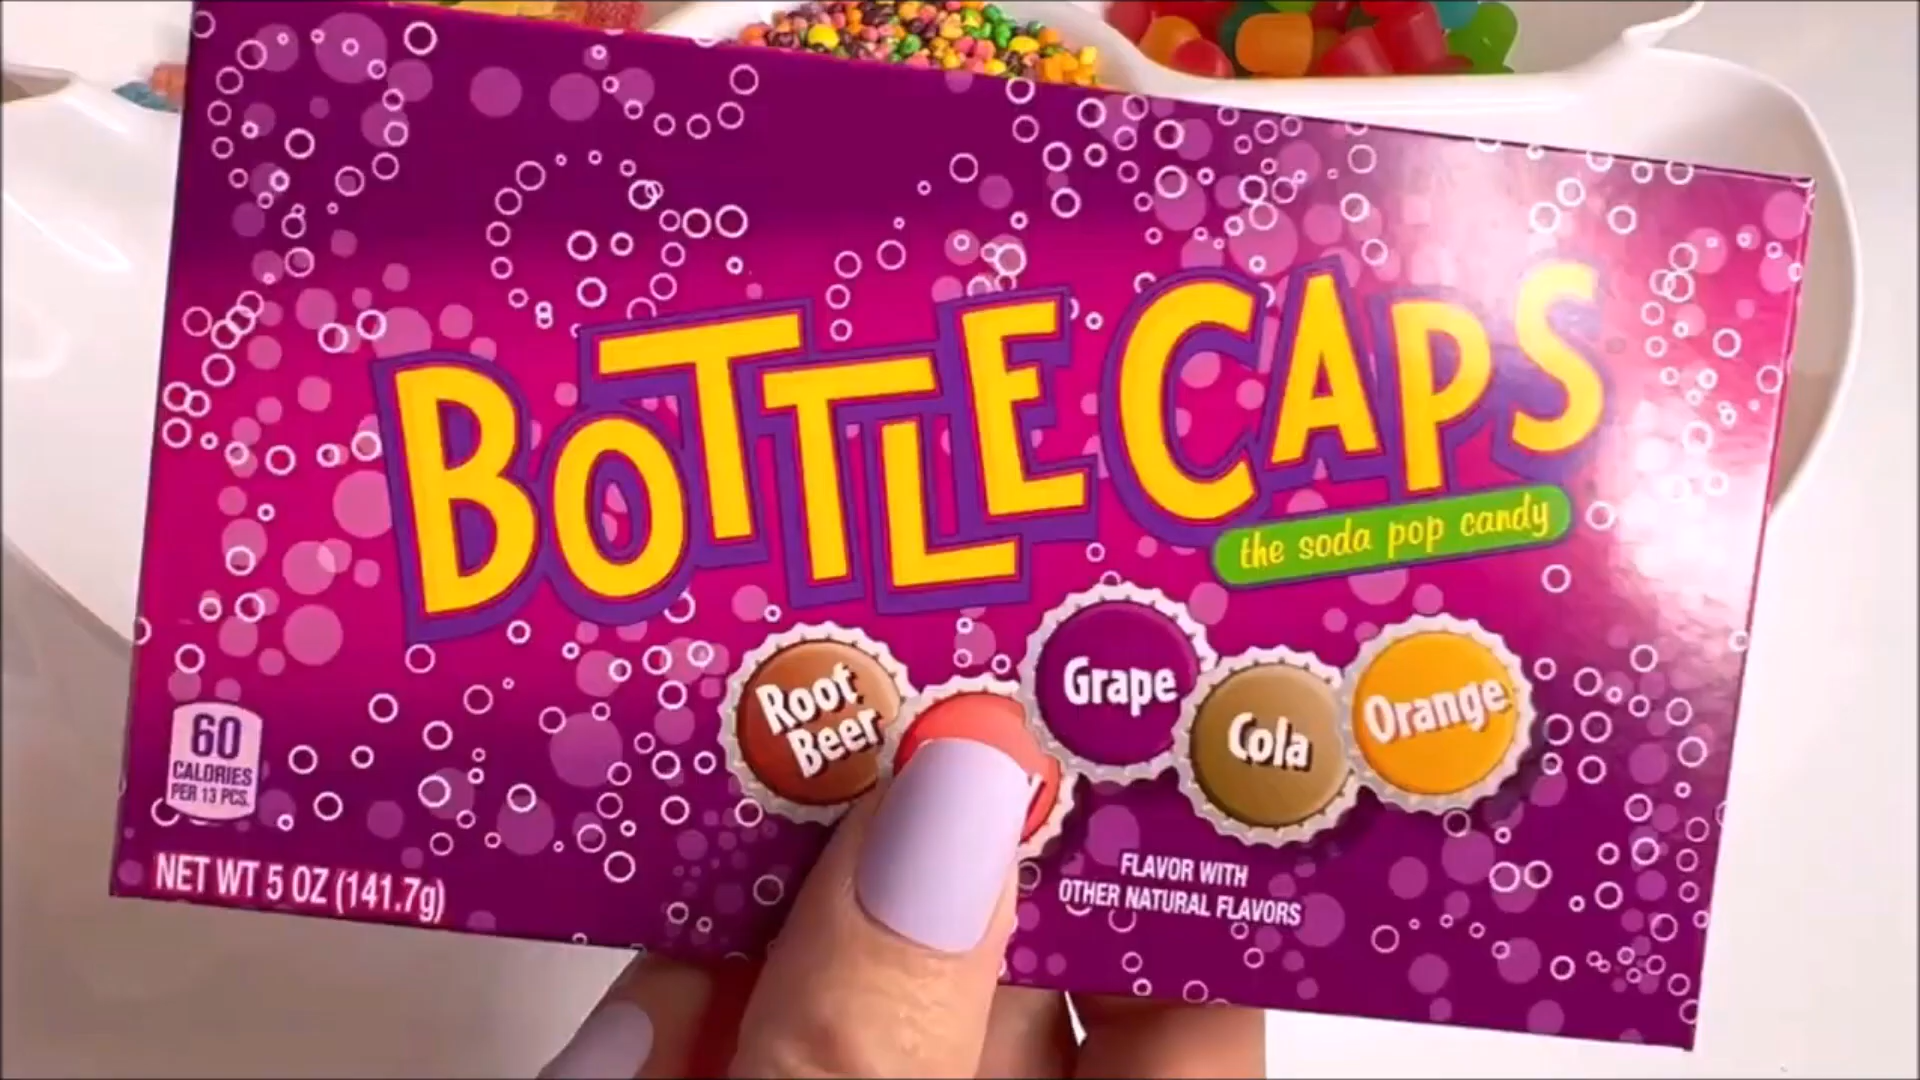 BOTTLE CAPS
the soda pop candy
Root
Beer
Grape
Cola
Orange
60
CALORIES
PER 13 PCS.
NET WT 5 OZ (141.7g)
FLAVOR WITH
OTHER NATURAL FLAVORS